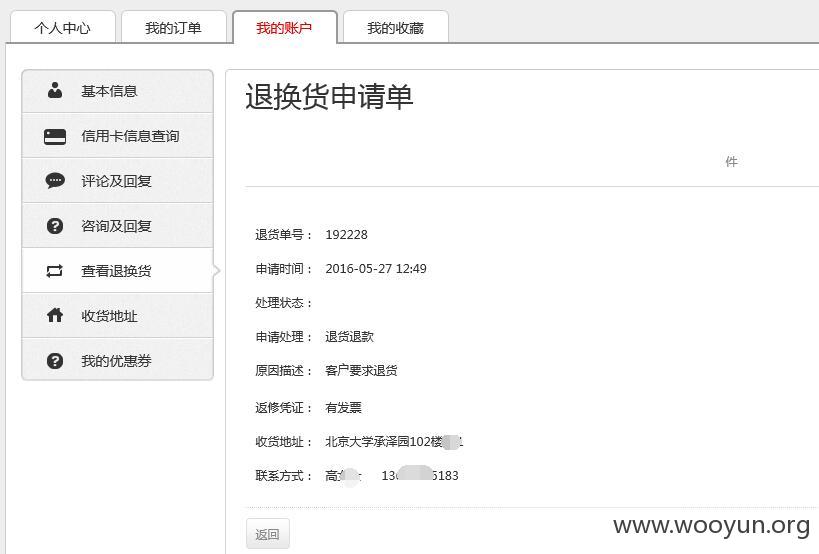 个人中心 我的订单 我的账户 我的收藏
基本信息
信用卡信息查询
评论及回复
咨询及回复
查看退换货
收货地址
我的优惠券
退换货申请单
件
退货单号： 192228
申请时间： 2016-05-27 12:49
处理状态：
申请处理： 退货退款
原因描述： 客户要求退货
返修凭证： 有发票
收货地址： 北京大学承泽园102楼
联系方式： 高 13 5183
返回
www.wooyun.org